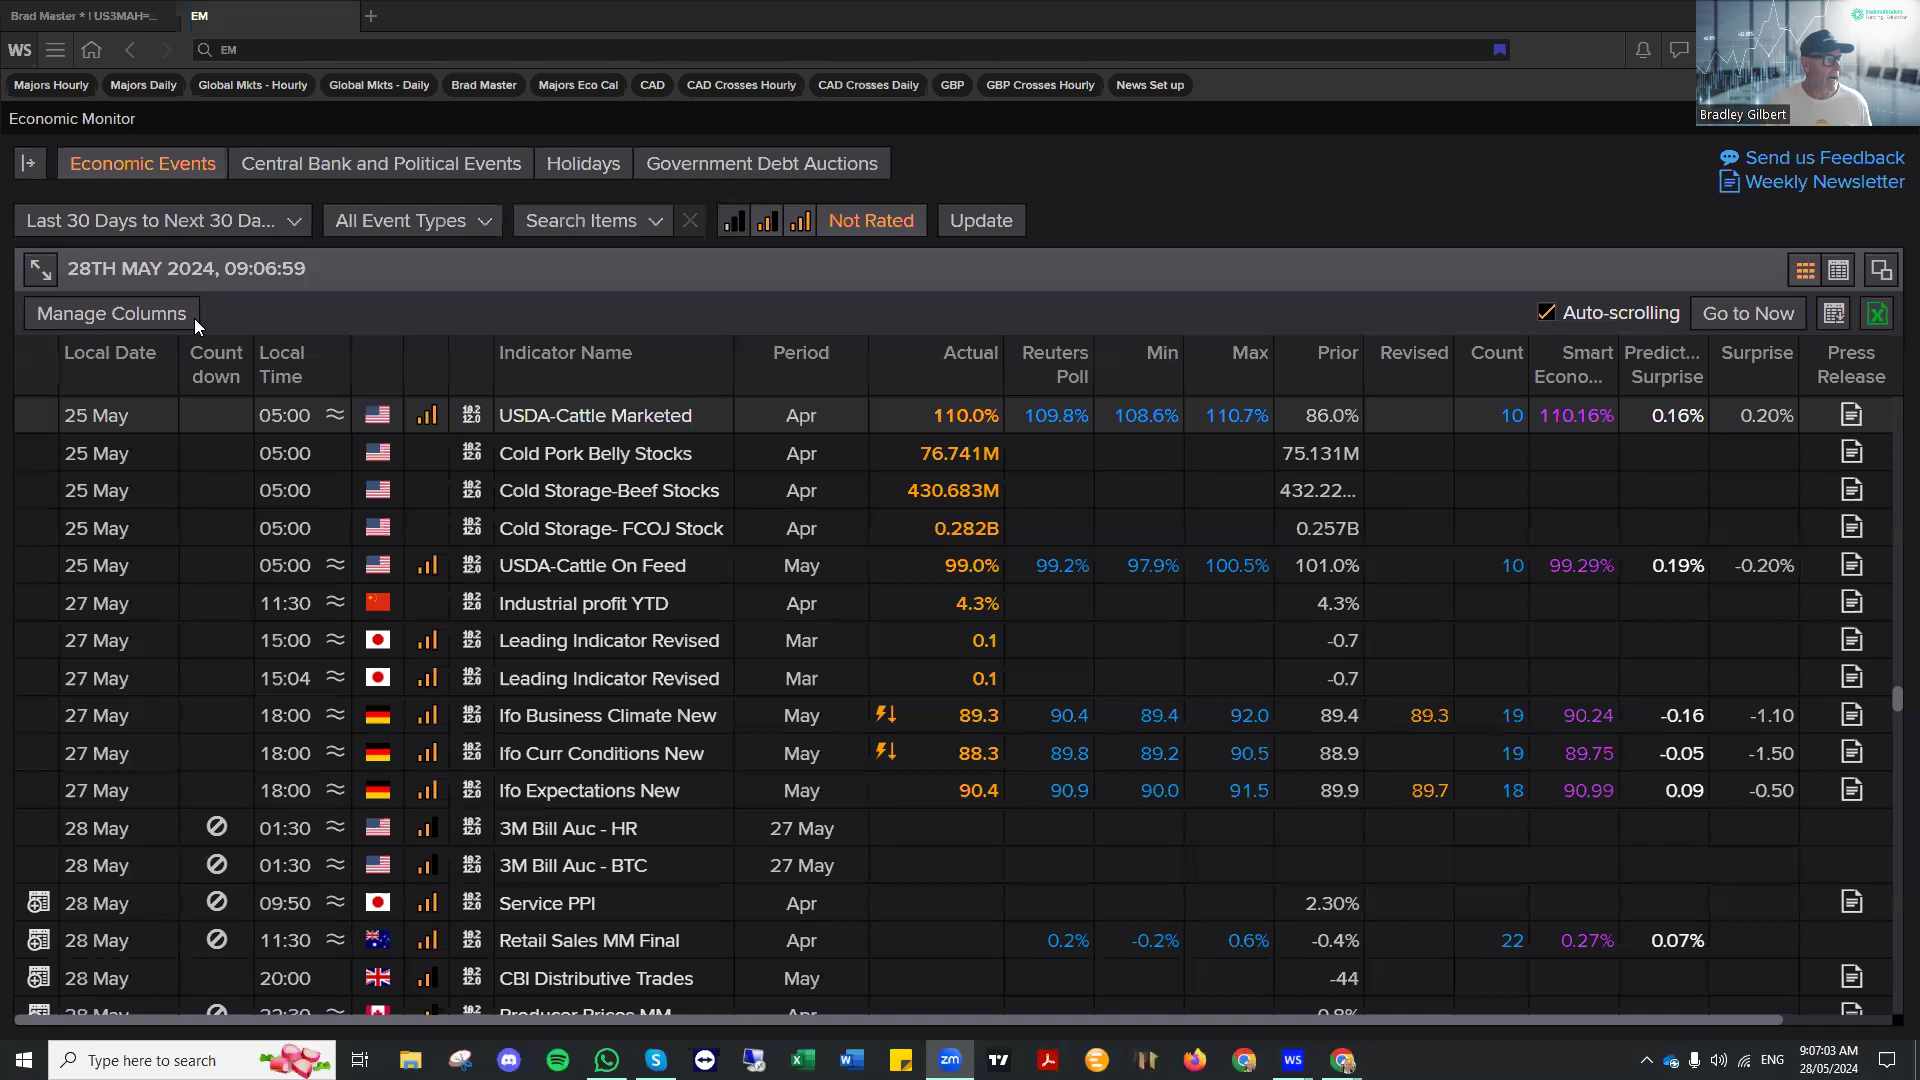 Brad Master * | US3MAH=...
EM
WS
EM
Majors Hourly Majors Daily Global Mkts - Hourly Global Mkts - Daily Brad Master Majors Eco Cal CAD CAD Crosses Hourly CAD Crosses Daily GBP GBP Crosses Hourly News Set up
Bradley Gilbert
Economic Monitor
Economic Events Central Bank and Political Events Holidays Government Debt Auctions
Send us Feedback
Weekly Newsletter
Last 30 Days to Next 30 Da... All Event Types Search Items Not Rated Update
28TH MAY 2024, 09:06:59
Manage Columns Auto-scrolling Go to Now
Local Date Count down Local Time Indicator Name Period Actual Reuters Poll Min Max Prior Revised Count Smart Econo... Predict... Surprise Surprise Press Release
25 May 05:00 USDA-Cattle Marketed Apr 110.0% 109.8% 108.6% 110.7% 86.0% 10 110.16% 0.16% 0.20%
25 May 05:00 Cold Pork Belly Stocks Apr 76.741M 75.131M
25 May 05:00 Cold Storage-Beef Stocks Apr 430.683M 432.22...
25 May 05:00 Cold Storage- FCOJ Stock Apr 0.282B 0.257B
25 May 05:00 USDA-Cattle On Feed May 99.0% 99.2% 97.9% 100.5% 101.0% 10 99.29% 0.19% -0.20%
27 May 11:30 Industrial profit YTD Apr 4.3% 4.3%
27 May 15:00 Leading Indicator Revised Mar 0.1 -0.7
27 May 15:04 Leading Indicator Revised Mar 0.1 -0.7
27 May 18:00 Ifo Business Climate New May 89.3 90.4 89.4 92.0 89.4 89.3 19 90.24 -0.16 -1.10
27 May 18:00 Ifo Curr Conditions New May 88.3 89.8 89.2 90.5 88.9 19 89.75 -0.05 -1.50
27 May 18:00 Ifo Expectations New May 90.4 90.9 90.0 91.5 89.9 89.7 18 90.99 0.09 -0.50
28 May 01:30 3M Bill Auc - HR 27 May
28 May 01:30 3M Bill Auc - BTC 27 May
28 May 09:50 Service PPI Apr 2.30%
28 May 11:30 Retail Sales MM Final Apr 0.2% -0.2% 0.6% -0.4% 22 0.27% 0.07%
28 May 20:00 CBI Distributive Trades May -44
28 May 22:30 Producer Prices MM Apr 0.8%
Type here to search
ENG
9:07:03 AM
28/05/2024